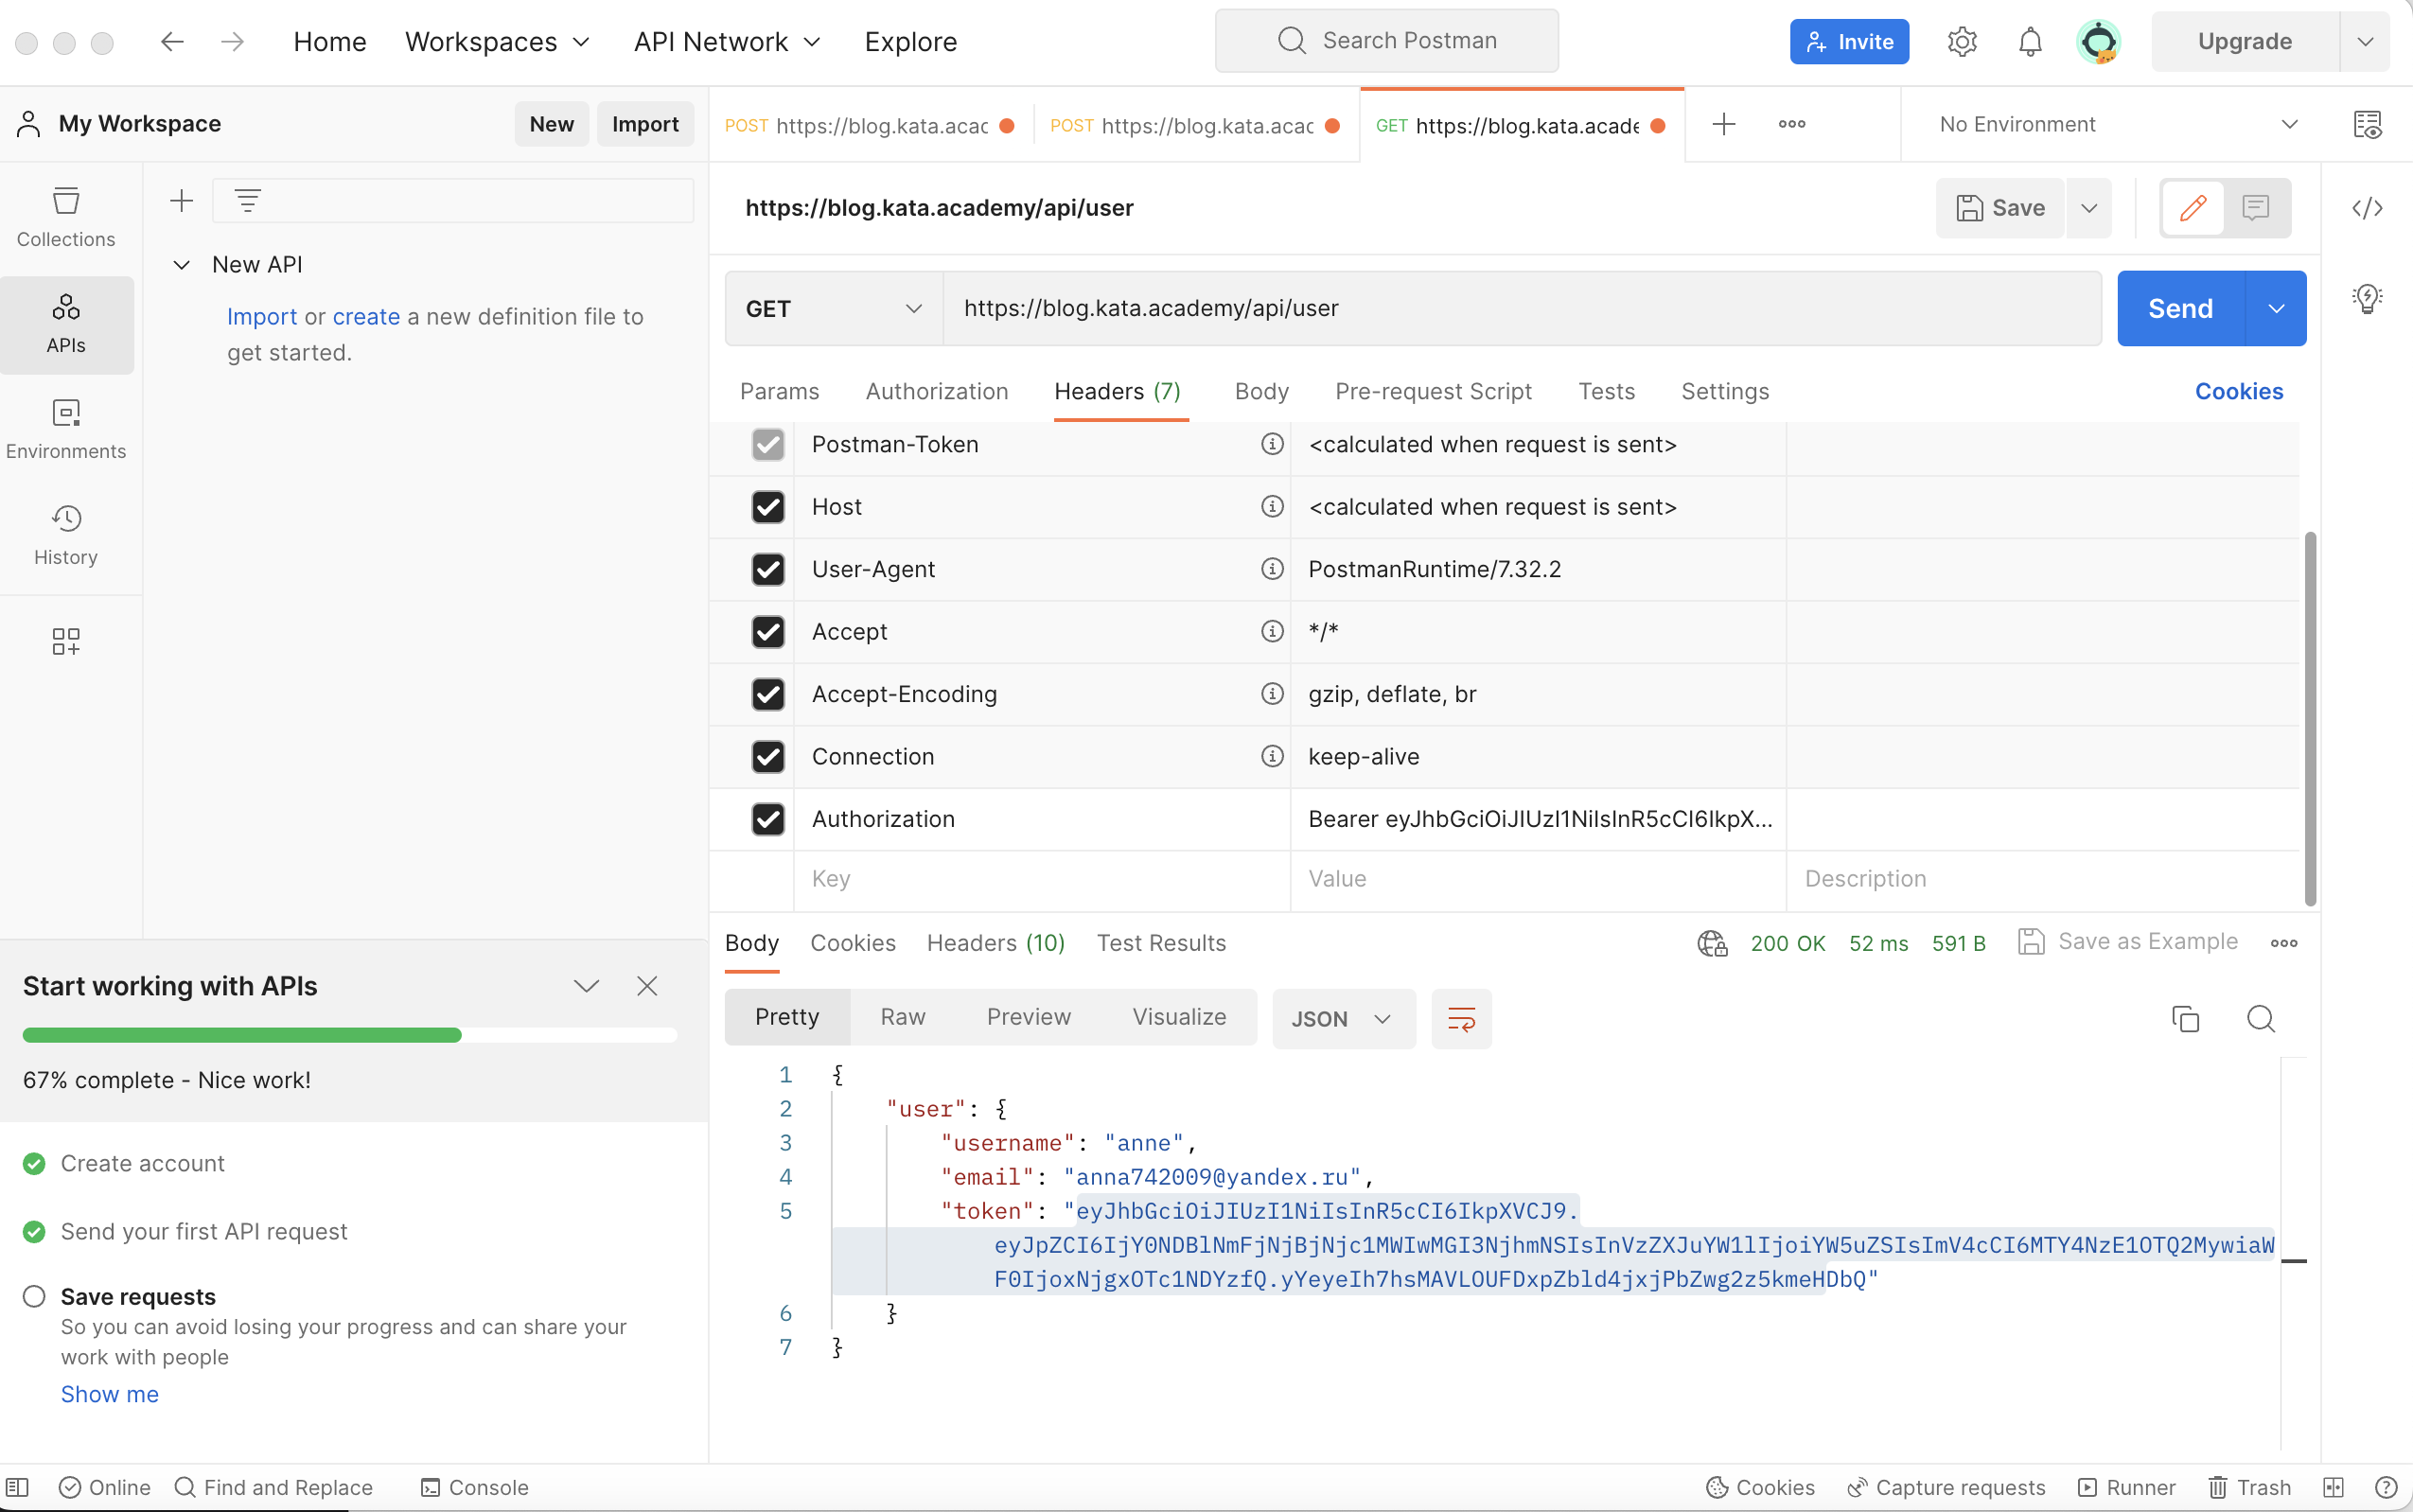 Home Workspaces API Network Explore Search Postman Invite Upgrade
My Workspace New Import
POST https://blog.kata.acac POST https://blog.kata.acac GET https://blog.kata.acade No Environment
Collections
APIs
Environments
History
New API
Import or create a new definition file to
get started.
https://blog.kata.academy/api/user Save
GET https://blog.kata.academy/api/user Send
Params Authorization Headers (7) Body Pre-request Script Tests Settings Cookies
Postman-Token <calculated when request is sent>
Host <calculated when request is sent>
User-Agent PostmanRuntime/7.32.2
Accept */*
Accept-Encoding gzip, deflate, br
Connection keep-alive
Authorization Bearer eyJhbGciOiJIUzI1NiIsInR5cCI6IkpX...
Key Value Description
Body Cookies Headers (10) Test Results 200 OK 52 ms 591 B Save as Example
Pretty Raw Preview Visualize JSON
1 {
2 "user": {
3 "username": "anne",
4 "email": "anna742009@yandex.ru",
5 "token": "eyJhbGciOiJIUzI1NiIsInR5cCI6IkpXVCJ9.
eyJpZCI6IjY0NDBlNmFjNjBjNjc1MWIwMGI3NjhmNSIsInVzZXJuYW1lIjoiYW5uZSIsImV4cCI6MTY4NzE1OTQ2MywiaW
F0IjoxNjgxOTc1NDYzfQ.yYeyeIh7hsMAVLOUFDxpZbld4jxjPbZwg2z5kmeHDbQ"
6 }
7 }
Start working with APIs
67% complete - Nice work!
Create account
Send your first API request
Save requests
So you can avoid losing your progress and can share your
work with people
Show me
Online Find and Replace Console Cookies Capture requests Runner Trash